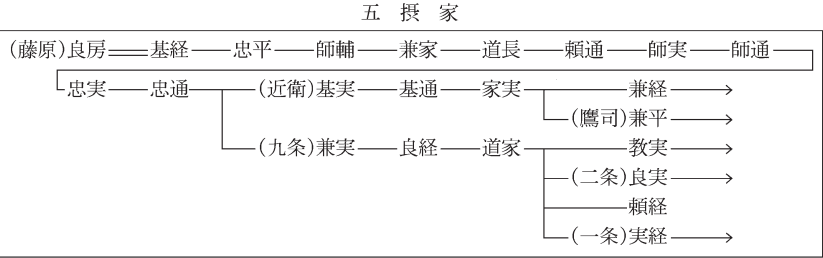 五摂家
(藤原)良房 基経 忠平 師輔 兼家 道長 頼通 師実 師通
忠実 忠通 (近衛)基実 基通 家実 兼経
(鷹司)兼平
(九条)兼実 良経 道家 教実
(二条)良実
頼経
(一条)実経